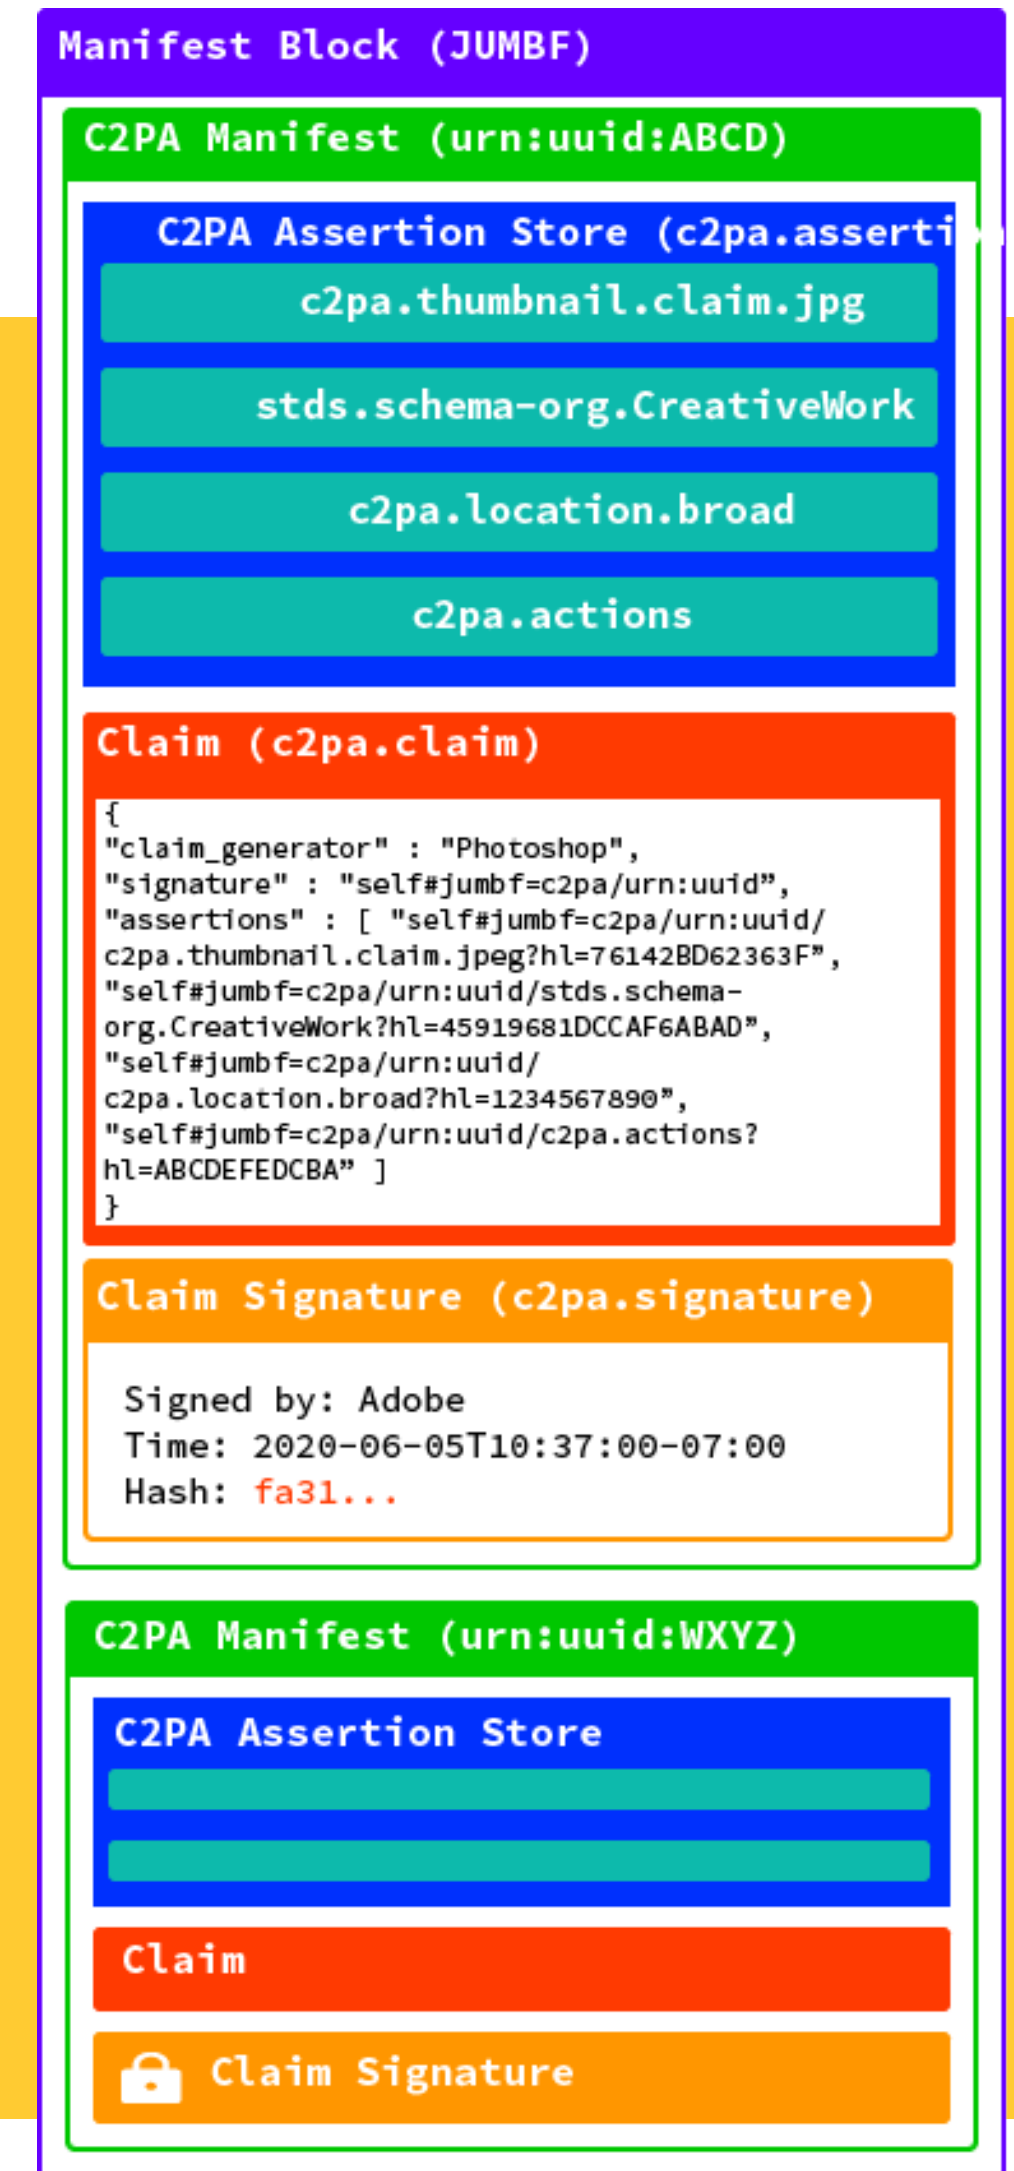 Manifest Block (JUMBF)
C2PA Manifest (urn:uuid:ABCD)
C2PA Assertion Store (c2pa.assertion
c2pa.thumbnail.claim.jpg
stds.schema-org.CreativeWork
c2pa.location.broad
c2pa.actions
Claim (c2pa.claim)
{
"claim_generator" : "Photoshop",
"signature" : "self#jumbf=c2pa/urn:uuid”,
"assertions" : [ "self#jumbf=c2pa/urn:uuid/
c2pa.thumbnail.claim.jpeg?hl=76142BD62363F”,
"self#jumbf=c2pa/urn:uuid/stds.schema-
org.CreativeWork?hl=45919681DCCAF6ABAD”,
"self#jumbf=c2pa/urn:uuid/
c2pa.location.broad?hl=1234567890”,
"self#jumbf=c2pa/urn:uuid/c2pa.actions?
hl=ABCDEFEDCBA” ]
}
Claim Signature (c2pa.signature)
Signed by: Adobe
Time: 2020-06-05T10:37:00-07:00
Hash: fa31...
C2PA Manifest (urn:uuid:WXYZ)
C2PA Assertion Store
Claim
Claim Signature